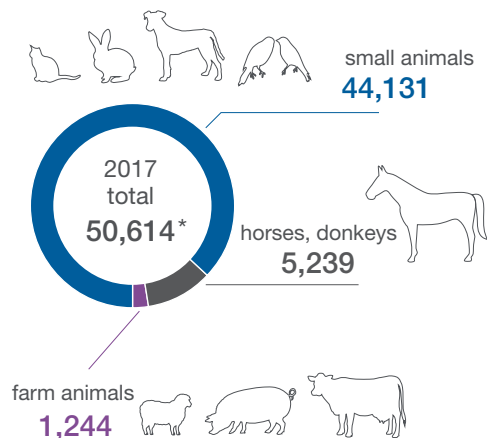 small animals
44,131
2017
total
50,614*
horses, donkeys
5,239
farm animals
1,244